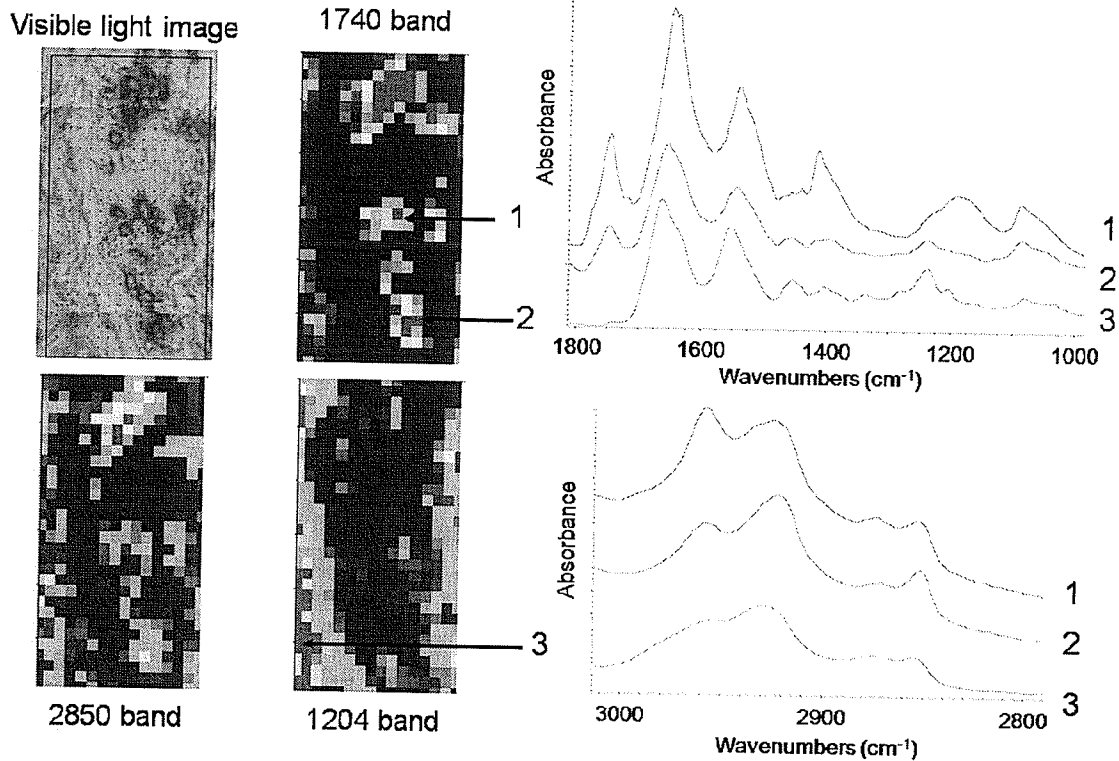 Visible light image
1740 band
1
2
2850 band
1204 band
3
Absorbance
1
2
3
1800
1600
1400
1200
1000
Wavenumbers (cm⁻¹)
Absorbance
1
2
3
3000
2900
2800
Wavenumbers (cm⁻¹)